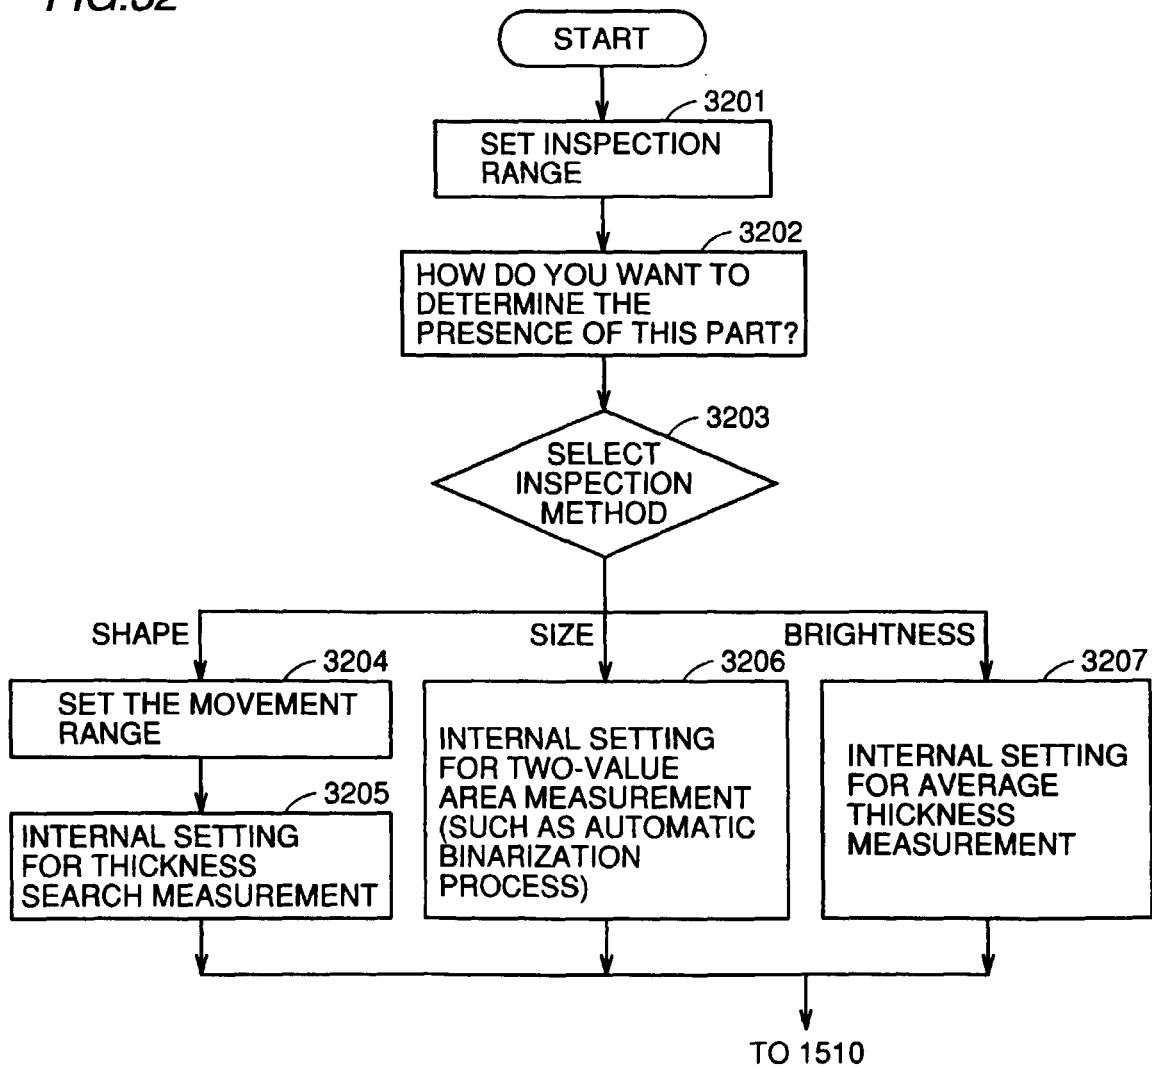 FIG.32
START
3201
SET INSPECTION
RANGE
3202
HOW DO YOU WANT TO
DETERMINE THE
PRESENCE OF THIS PART?
3203
SELECT
INSPECTION
METHOD
SHAPE
SIZE
BRIGHTNESS
3204
SET THE MOVEMENT
RANGE
3205
INTERNAL SETTING
FOR THICKNESS
SEARCH MEASUREMENT
3206
INTERNAL SETTING
FOR TWO-VALUE
AREA MEASUREMENT
(SUCH AS AUTOMATIC
BINARIZATION
PROCESS)
3207
INTERNAL SETTING
FOR AVERAGE
THICKNESS
MEASUREMENT
TO 1510